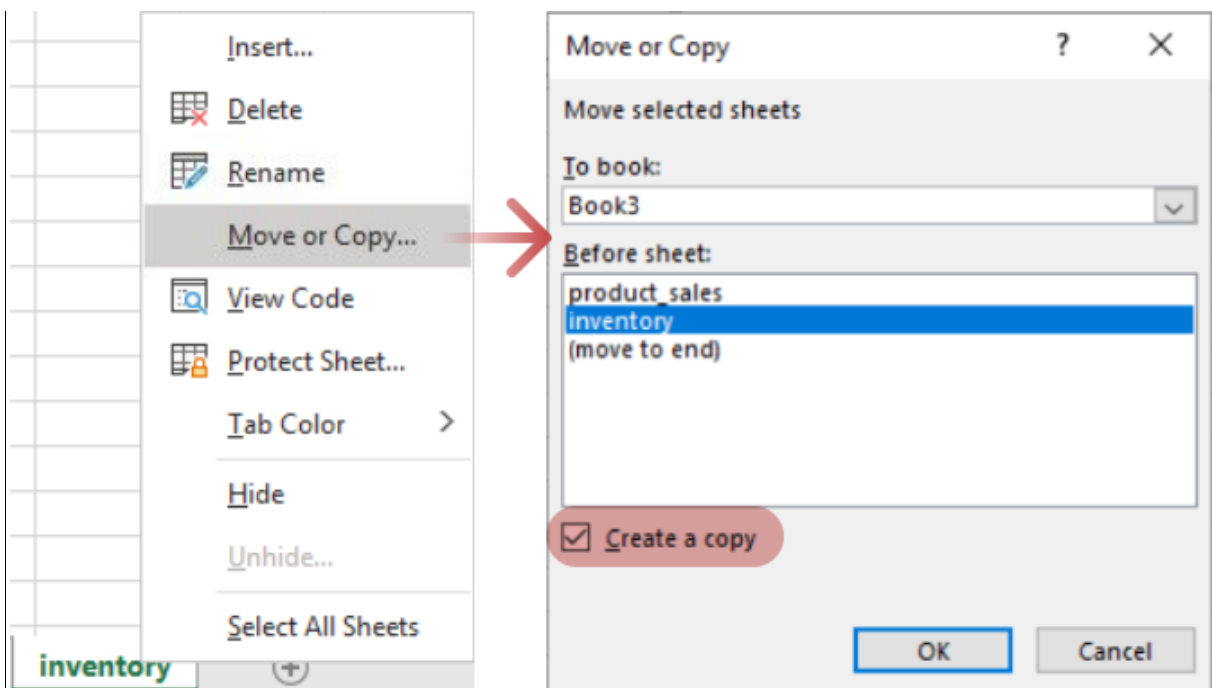 Insert...
Delete
Rename
Move or Copy...
View Code
Protect Sheet...
Tab Color
Hide
Unhide...
Select All Sheets
inventory
Move or Copy
Move selected sheets
To book:
Book3
Before sheet:
product_sales
inventory
(move to end)
Create a copy
OK
Cancel